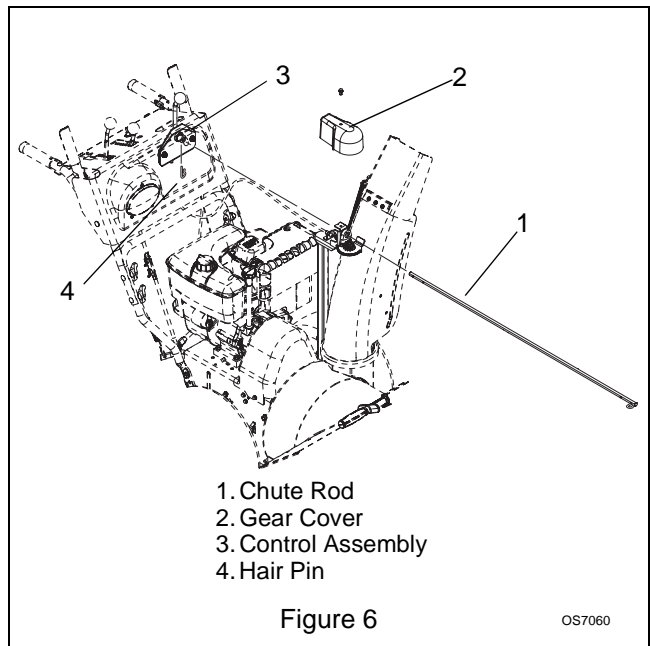 3
2
1
4
1. Chute Rod
2. Gear Cover
3. Control Assembly
4. Hair Pin
Figure 6
OS7060